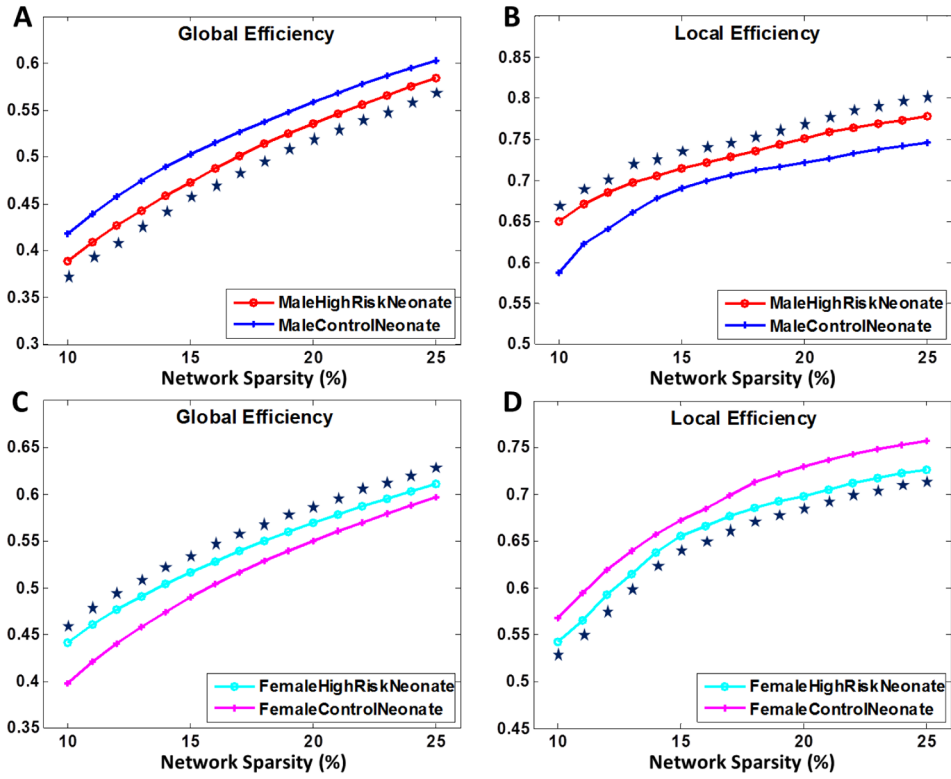 A
Global Efficiency
0.6
0.55
0.5
0.45
0.4
0.35
0.3
MaleHighRiskNeonate
MaleControlNeonate
10 15 20 25
Network Sparsity (%)
B
Local Efficiency
0.85
0.8
0.75
0.7
0.65
0.6
0.55
0.5
MaleHighRiskNeonate
MaleControlNeonate
10 15 20 25
Network Sparsity (%)
C
Global Efficiency
0.65
0.6
0.55
0.5
0.45
0.4
0.35
FemaleHighRiskNeonate
FemaleControlNeonate
10 15 20 25
Network Sparsity (%)
D
Local Efficiency
0.75
0.7
0.65
0.6
0.55
0.5
0.45
FemaleHighRiskNeonate
FemaleControlNeonate
10 15 20 25
Network Sparsity (%)